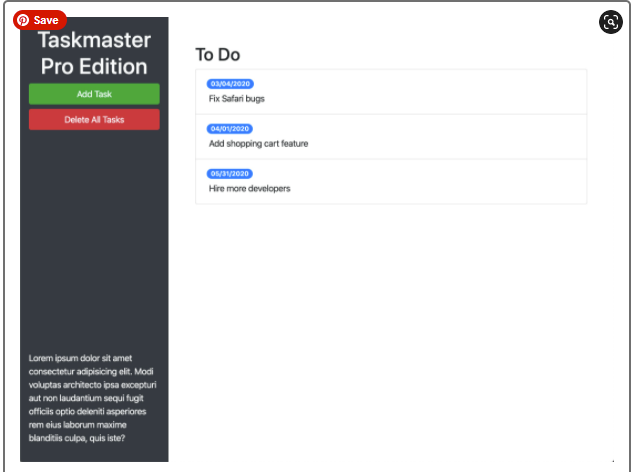 Save
Taskmaster
Pro Edition
Add Task
Delete All Tasks
To Do
03/04/2020
Fix Safari bugs
04/01/2020
Add shopping cart feature
05/31/2020
Hire more developers
Lorem ipsum dolor sit amet
consectetur adipisicing elit. Modi
voluptas architecto ipsa excepturi
aut non laudantium sequi fugit
officiis optio deleniti asperiores
rem eius laborum maxime
blanditiis culpa, quis iste?